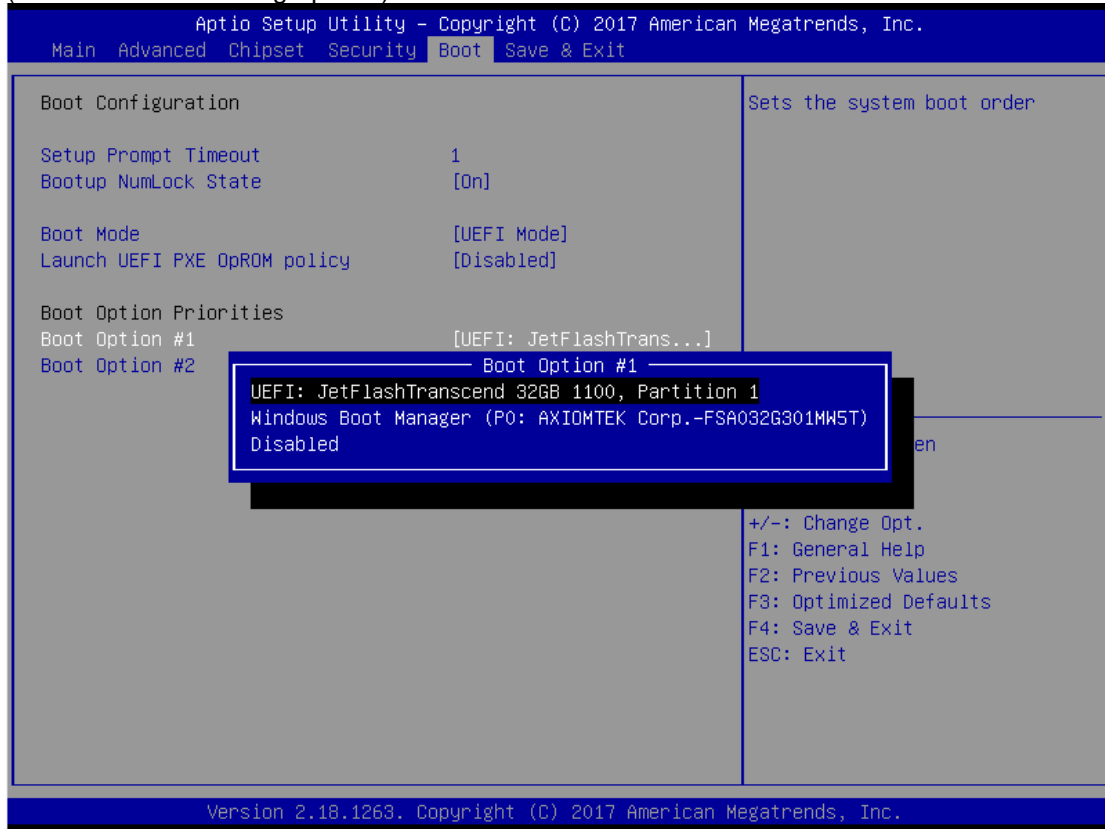 Aptio Setup Utility – Copyright (C) 2017 American Megatrends, Inc.
Main Advanced Chipset Security Boot Save & Exit
Boot Configuration
Setup Prompt Timeout 1
Bootup NumLock State [On]
Boot Mode [UEFI Mode]
Launch UEFI PXE OpROM policy [Disabled]
Boot Option Priorities
Boot Option #1 [UEFI: JetFlashTrans...]
Boot Option #2
Boot Option #1
UEFI: JetFlashTranscend 32GB 1100, Partition 1
Windows Boot Manager (P0: AXIOMTEK Corp.-FSA032G301MW5T)
Disabled
Sets the system boot order
en
+/-: Change Opt.
F1: General Help
F2: Previous Values
F3: Optimized Defaults
F4: Save & Exit
ESC: Exit
Version 2.18.1263. Copyright (C) 2017 American Megatrends, Inc.